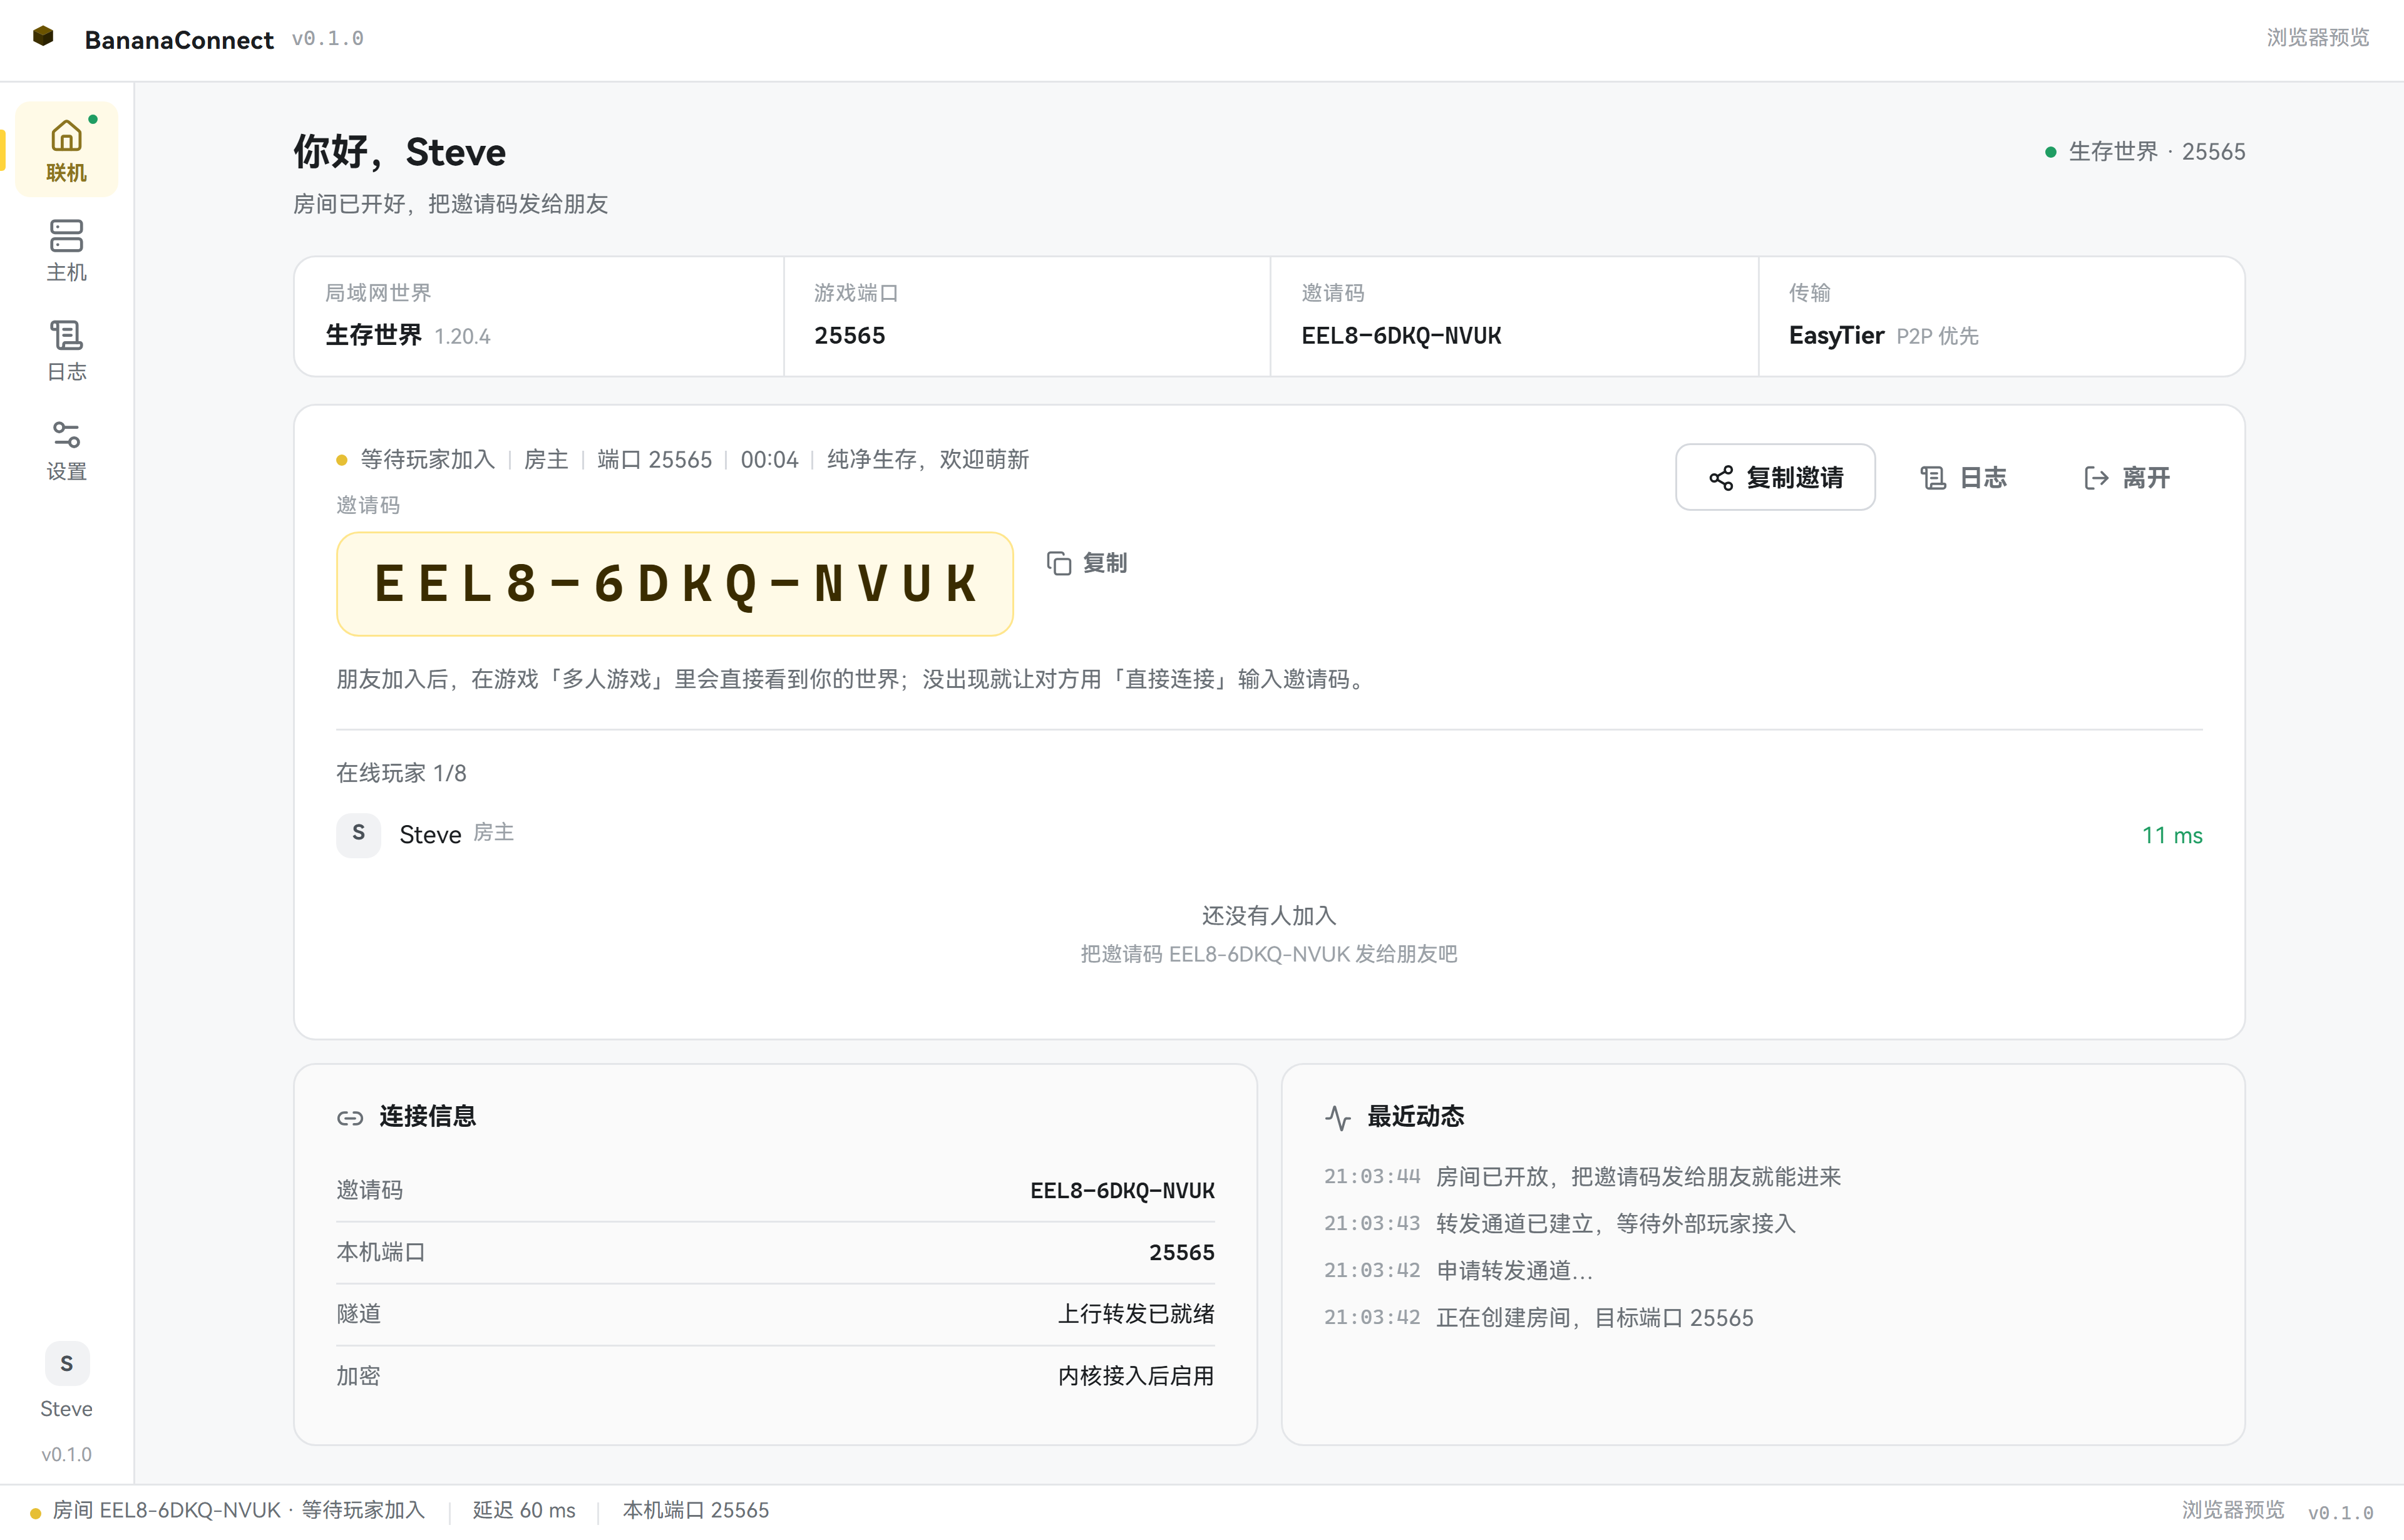 BananaConnect v0.1.0
浏览器预览
联机
主机
日志
设置
S
Steve
v0.1.0
你好，Steve
房间已开好，把邀请码发给朋友
生存世界 · 25565
局域网世界
生存世界 1.20.4
游戏端口
25565
邀请码
EEL8-6DKQ-NVUK
传输
EasyTier P2P 优先
等待玩家加入 | 房主 | 端口 25565 | 00:04 | 纯净生存，欢迎萌新
复制邀请
日志
离开
邀请码
EEL8-6DKQ-NVUK
复制
朋友加入后，在游戏「多人游戏」里会直接看到你的世界；没出现就让对方用「直接连接」输入邀请码。
在线玩家 1/8
S Steve 房主
11 ms
还没有人加入
把邀请码 EEL8-6DKQ-NVUK 发给朋友吧
连接信息
邀请码 EEL8-6DKQ-NVUK
本机端口 25565
隧道 上行转发已就绪
加密 内核接入后启用
最近动态
21:03:44 房间已开放，把邀请码发给朋友就能进来
21:03:43 转发通道已建立，等待外部玩家接入
21:03:42 申请转发通道...
21:03:42 正在创建房间，目标端口 25565
房间 EEL8-6DKQ-NVUK · 等待玩家加入 | 延迟 60 ms | 本机端口 25565
浏览器预览 v0.1.0